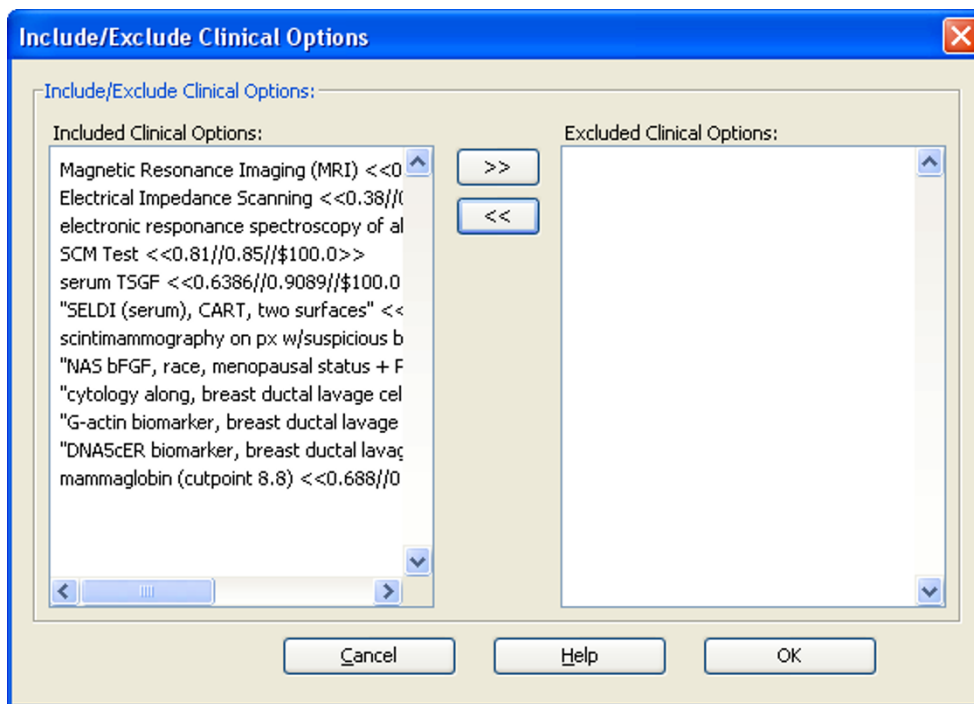 Include/Exclude Clinical Options
Include/Exclude Clinical Options:
Included Clinical Options:
Magnetic Resonance Imaging (MRI) <<0
Electrical Impedance Scanning <<0.38//0
electronic responance spectroscopy of al
SCM Test <<0.81//0.85//$100.0>>
serum TSGF <<0.6386//0.9089//$100.0
"SELDI (serum), CART, two surfaces" <<
scintimammography on px w/suspicious b
"NAS bFGF, race, menopausal status + F
"cytology along, breast ductal lavage cel
"G-actin biomarker, breast ductal lavage
"DNA5cER biomarker, breast ductal lavag
mammaglobin (cutpoint 8.8) <<0.688//0
>>
<<
Excluded Clinical Options:
Cancel
Help
OK